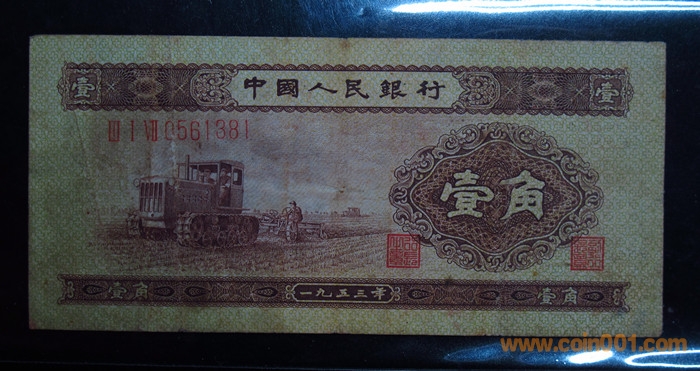 壹 中國人民銀行 壹
III I VII 0561381
壹角
壹角 一九五三年 壹角
www.coin001.com